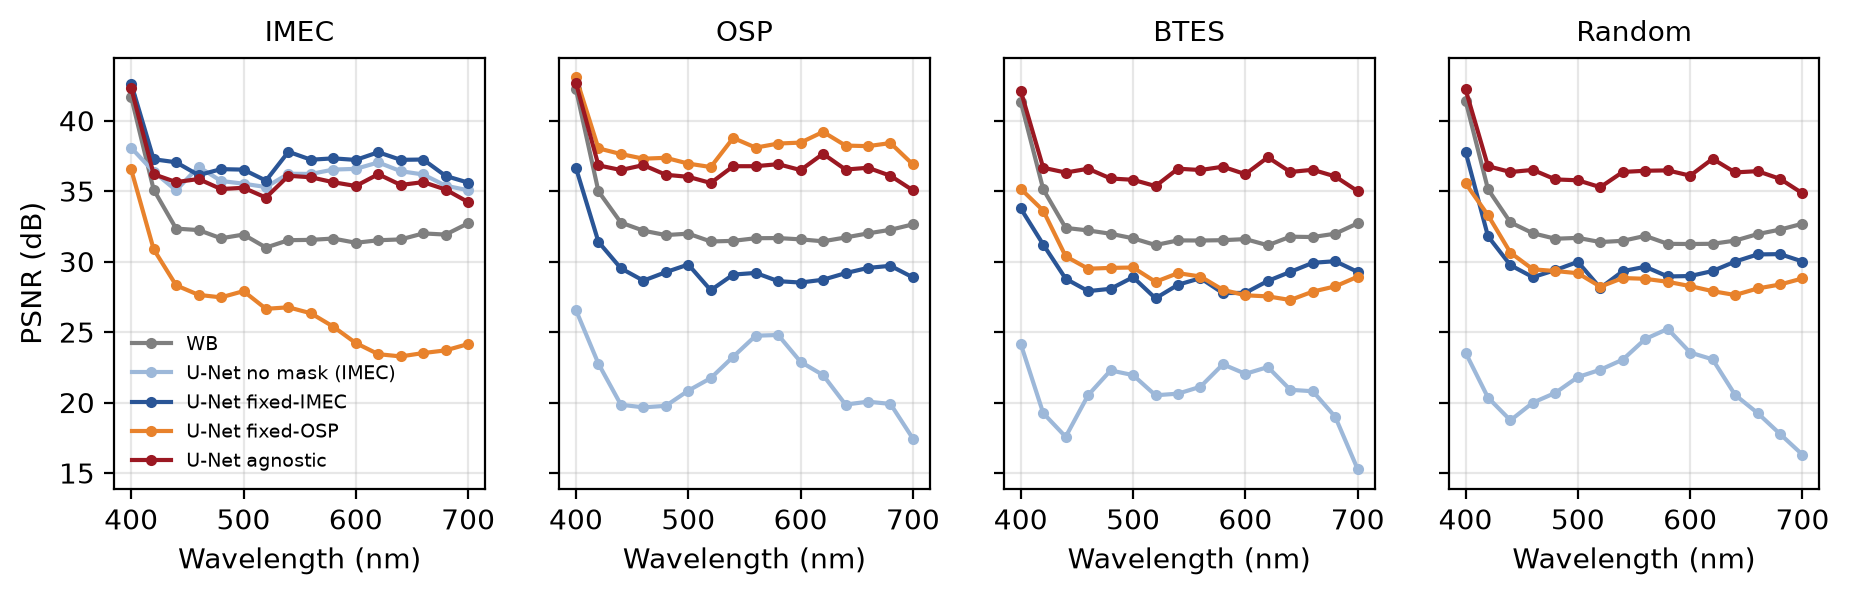 IMEC
OSP
BTES
Random
PSNR (dB)
40
35
30
25
20
15
WB
U-Net no mask (IMEC)
U-Net fixed-IMEC
U-Net fixed-OSP
U-Net agnostic
400 500 600 700
400 500 600 700
400 500 600 700
400 500 600 700
Wavelength (nm)
Wavelength (nm)
Wavelength (nm)
Wavelength (nm)